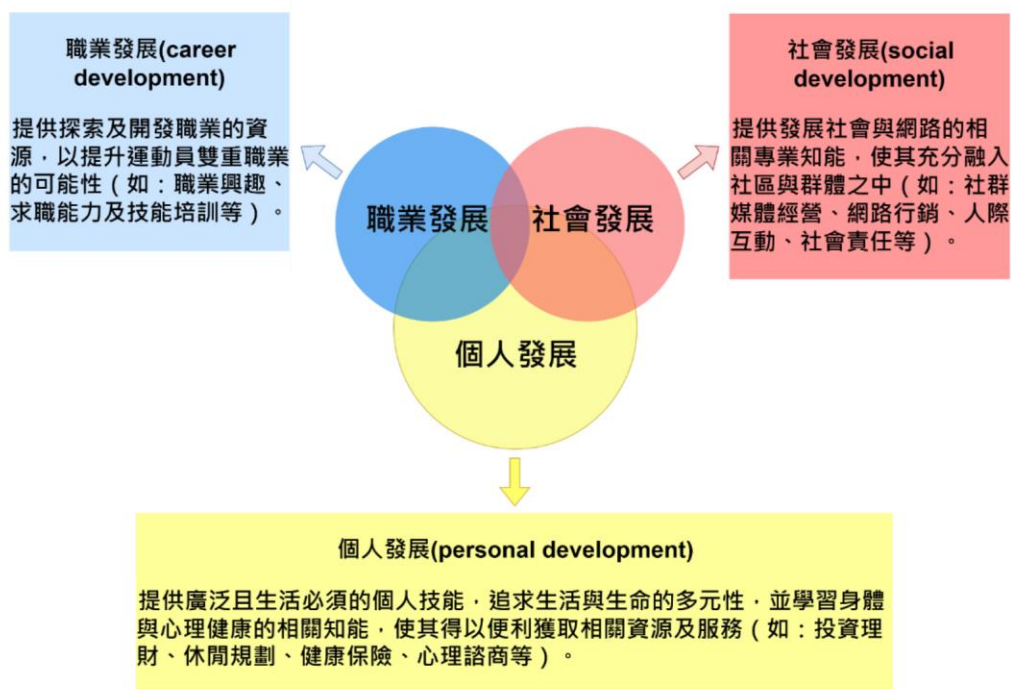 職業發展(career
development)
提供探索及開發職業的資
源，以提升運動員雙重職業
的可能性（如：職業興趣、
求職能力及技能培訓等）。
社會發展(social
development)
提供發展社會與網路的相
關專業知能，使其充分融入
社區與群體之中（如：社群
媒體經營、網路行銷、人際
互動、社會責任等）。
職業發展
社會發展
個人發展
個人發展(personal development)
提供廣泛且生活必須的個人技能，追求生活與生命的多元性，並學習身體
與心理健康的相關知能，使其得以便利獲取相關資源及服務（如：投資理
財、休閒規劃、健康保險、心理諮商等）。